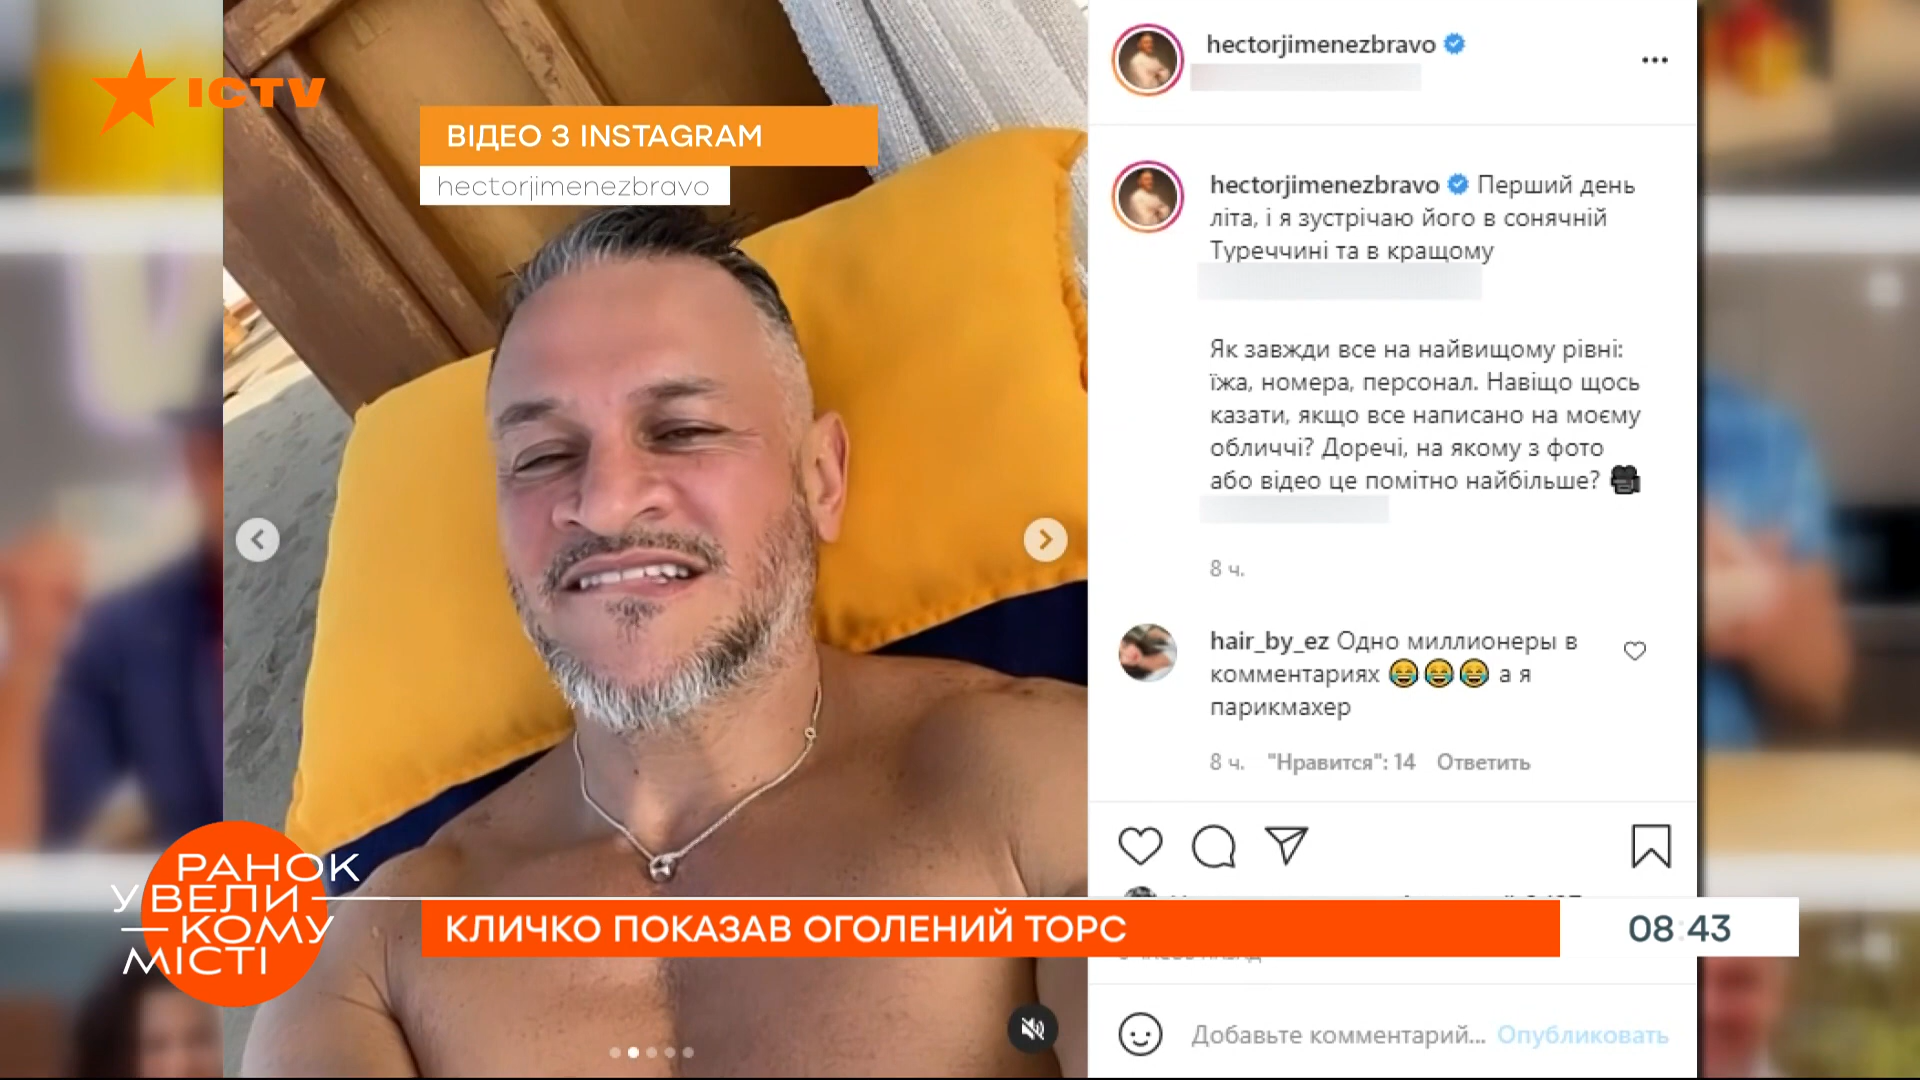 ICTV
ВІДЕО З INSTAGRAM
hectorjimenezbravo
hectorjimenezbravo
hectorjimenezbravo Перший день
літа, і я зустрічаю його в сонячній
Туреччині та в кращому
Як завжди все на найвищому рівні:
їжа, номера, персонал. Навіщо щось
казати, якщо все написано на моєму
обличчі? Доречі, на якому з фото
або відео це помітно найбільше?
8 ч.
hair_by_ez Одно миллионеры в
комментариях 😂😂😂 а я
парикмахер
8 ч. "Нравится": 14 Ответить
РАНОК
У ВЕЛИ
КОМУ
МІСТІ
КЛИЧКО ПОКАЗАВ ОГОЛЕНИЙ ТОРС
08:43
Добавьте комментарий... Опубликовать